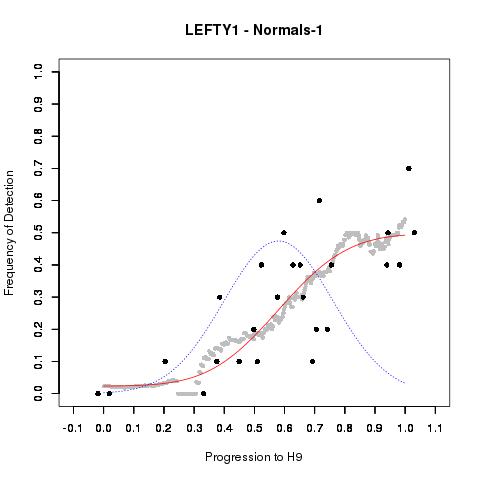 LEFTY1 - Normals-1
Frequency of Detection
1.0
0.9
0.8
0.7
0.6
0.5
0.4
0.3
0.2
0.1
0.0
-0.1 0.0 0.1 0.2 0.3 0.4 0.5 0.6 0.7 0.8 0.9 1.0 1.1
Progression to H9